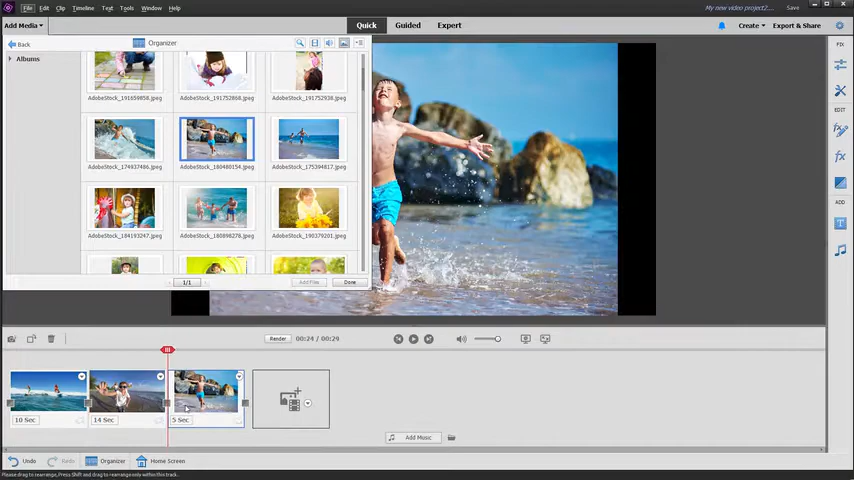 File Edit Clip Timeline Text Tools Window Help
Quick Guided Expert
My new video project2... Save
Add Media
Create Export & Share
Back
Organizer
FIX
Albums
AdobeStock_191659858.jpeg AdobeStock_191752868.jpeg AdobeStock_191752938.jpeg
EDIT
AdobeStock_174937486.jpeg AdobeStock_180480154.jpeg AdobeStock_175394817.jpeg
ADD
AdobeStock_184193247.jpeg AdobeStock_180898278.jpeg AdobeStock_190379201.jpeg
1/1 Add Files Done
Render 00:24 / 00:29
10 Sec 14 Sec 5 Sec
Add Music
Undo Redo Organizer Home Screen
Please drag to rearrange,Press Shift and drag to rearrange only within this track.